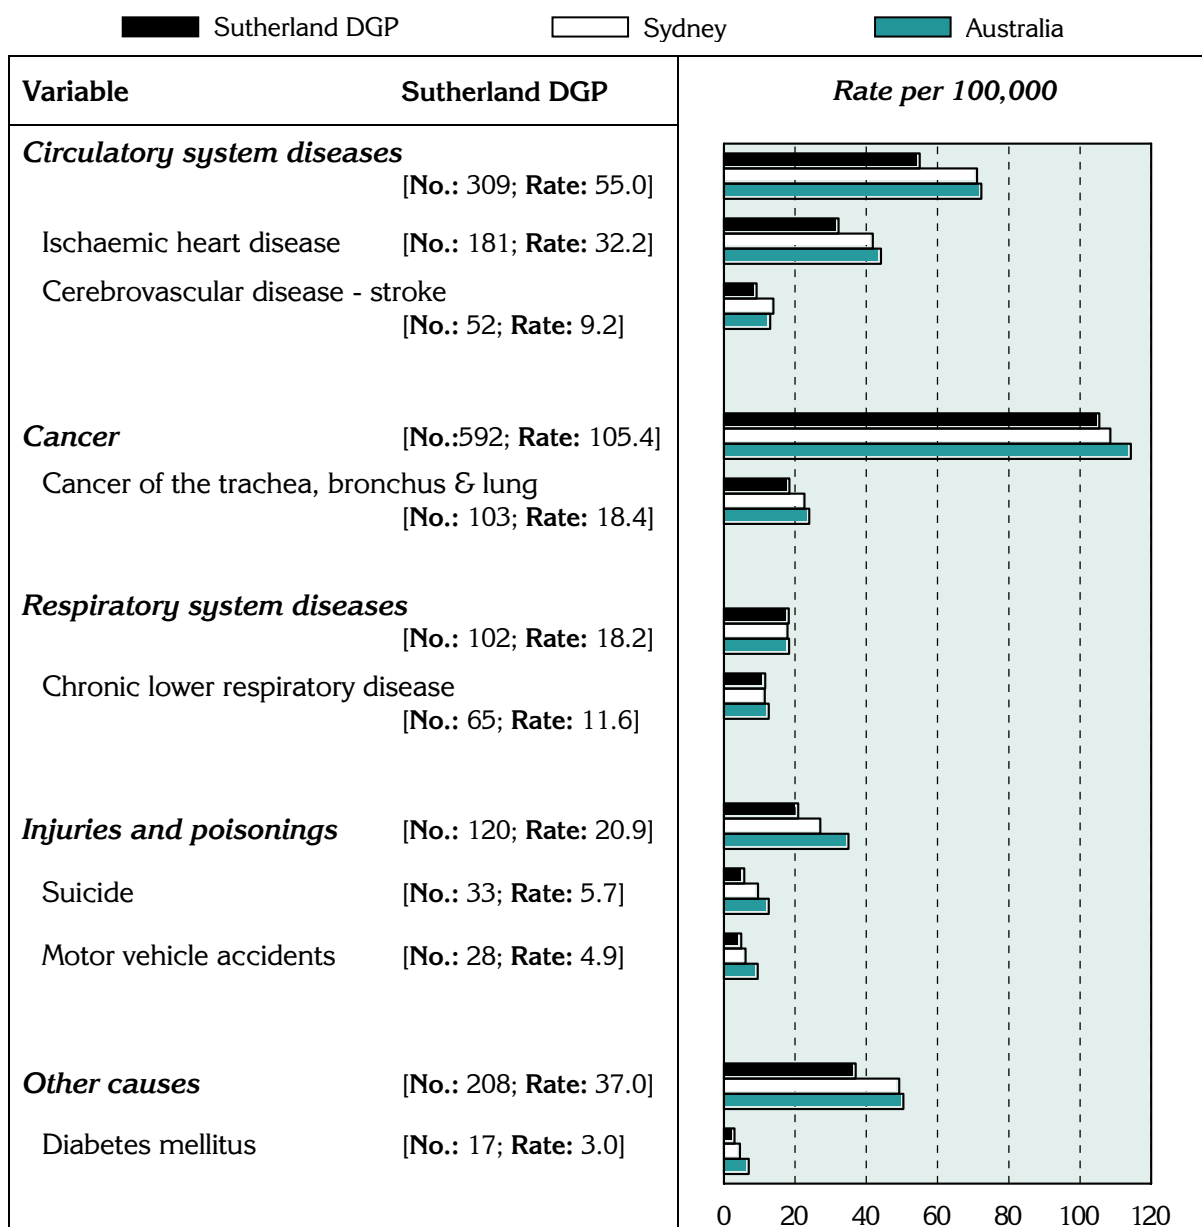 Sutherland DGP Sydney Australia
Variable Sutherland DGP Rate per 100,000
Circulatory system diseases
[No.: 309; Rate: 55.0]
Ischaemic heart disease [No.: 181; Rate: 32.2]
Cerebrovascular disease - stroke
[No.: 52; Rate: 9.2]
Cancer [No.:592; Rate: 105.4]
Cancer of the trachea, bronchus & lung
[No.: 103; Rate: 18.4]
Respiratory system diseases
[No.: 102; Rate: 18.2]
Chronic lower respiratory disease
[No.: 65; Rate: 11.6]
Injuries and poisonings [No.: 120; Rate: 20.9]
Suicide [No.: 33; Rate: 5.7]
Motor vehicle accidents [No.: 28; Rate: 4.9]
Other causes [No.: 208; Rate: 37.0]
Diabetes mellitus [No.: 17; Rate: 3.0]
0 20 40 60 80 100 120